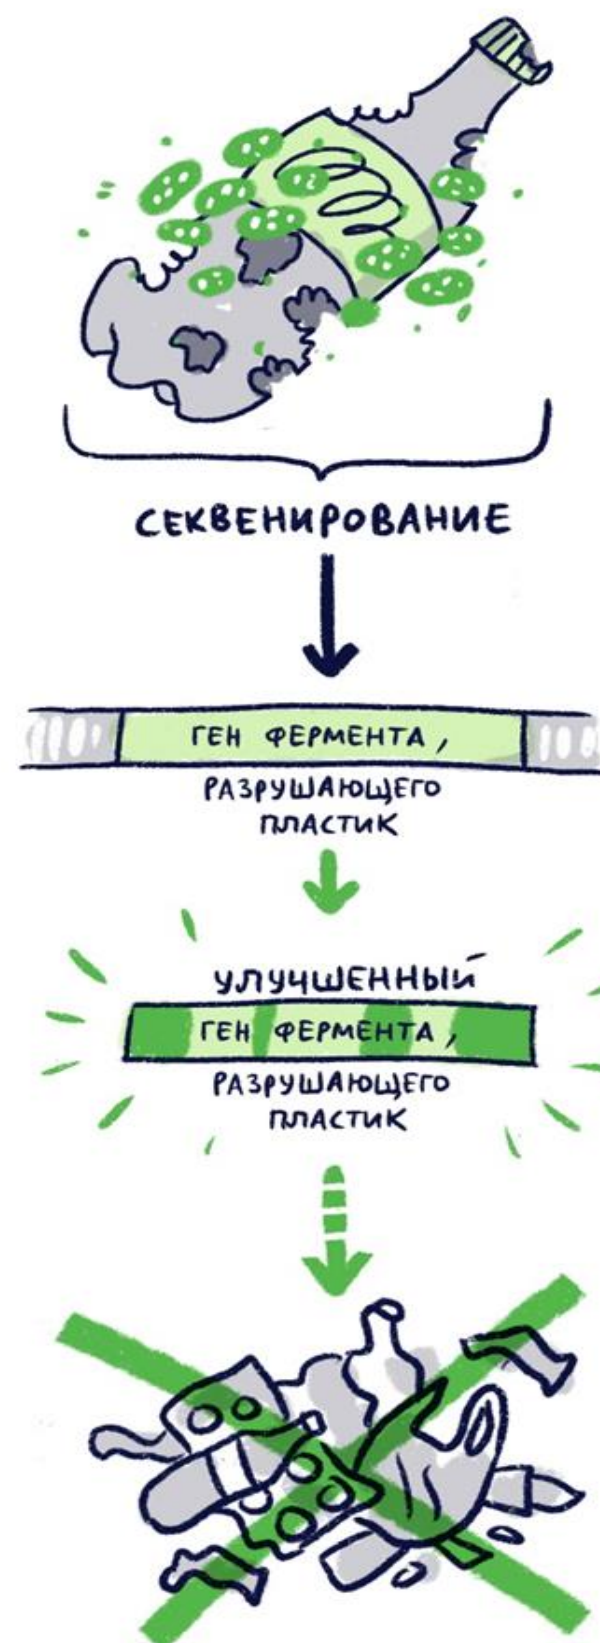 СЕКВЕНИРОВАНИЕ
ГЕН ФЕРМЕНТА,
РАЗРУШАЮЩЕГО
ПЛАСТИК
УЛУЧШЕННЫЙ
ГЕН ФЕРМЕНТА,
РАЗРУШАЮЩЕГО
ПЛАСТИК